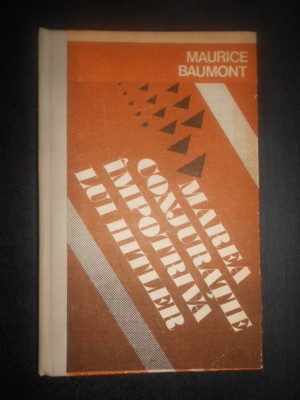 MAURICE
BAUMONT
MAREA
CONJURAȚIE
ÎMPOTRIVA
LUI HITLER